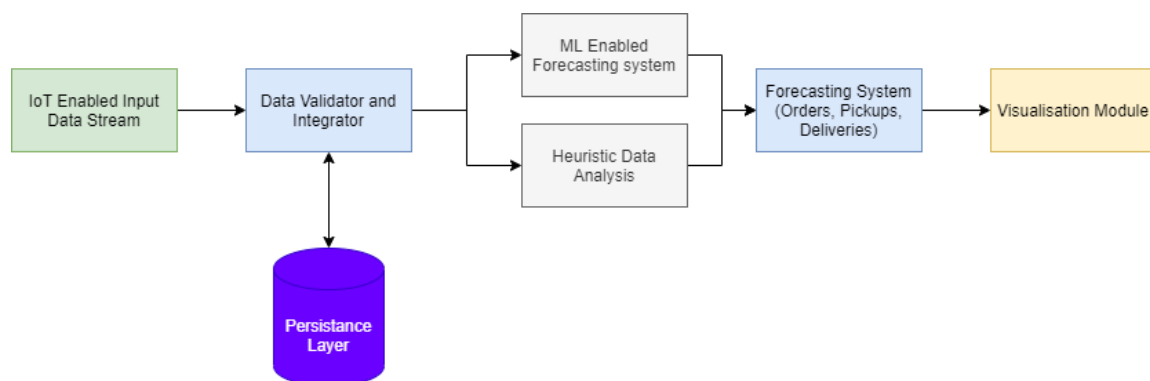 IoT Enabled Input
Data Stream
Data Validator and
Integrator
ML Enabled
Forecasting system
Heuristic Data
Analysis
Forecasting System
(Orders, Pickups,
Deliveries)
Visualisation Module
Persistance
Layer